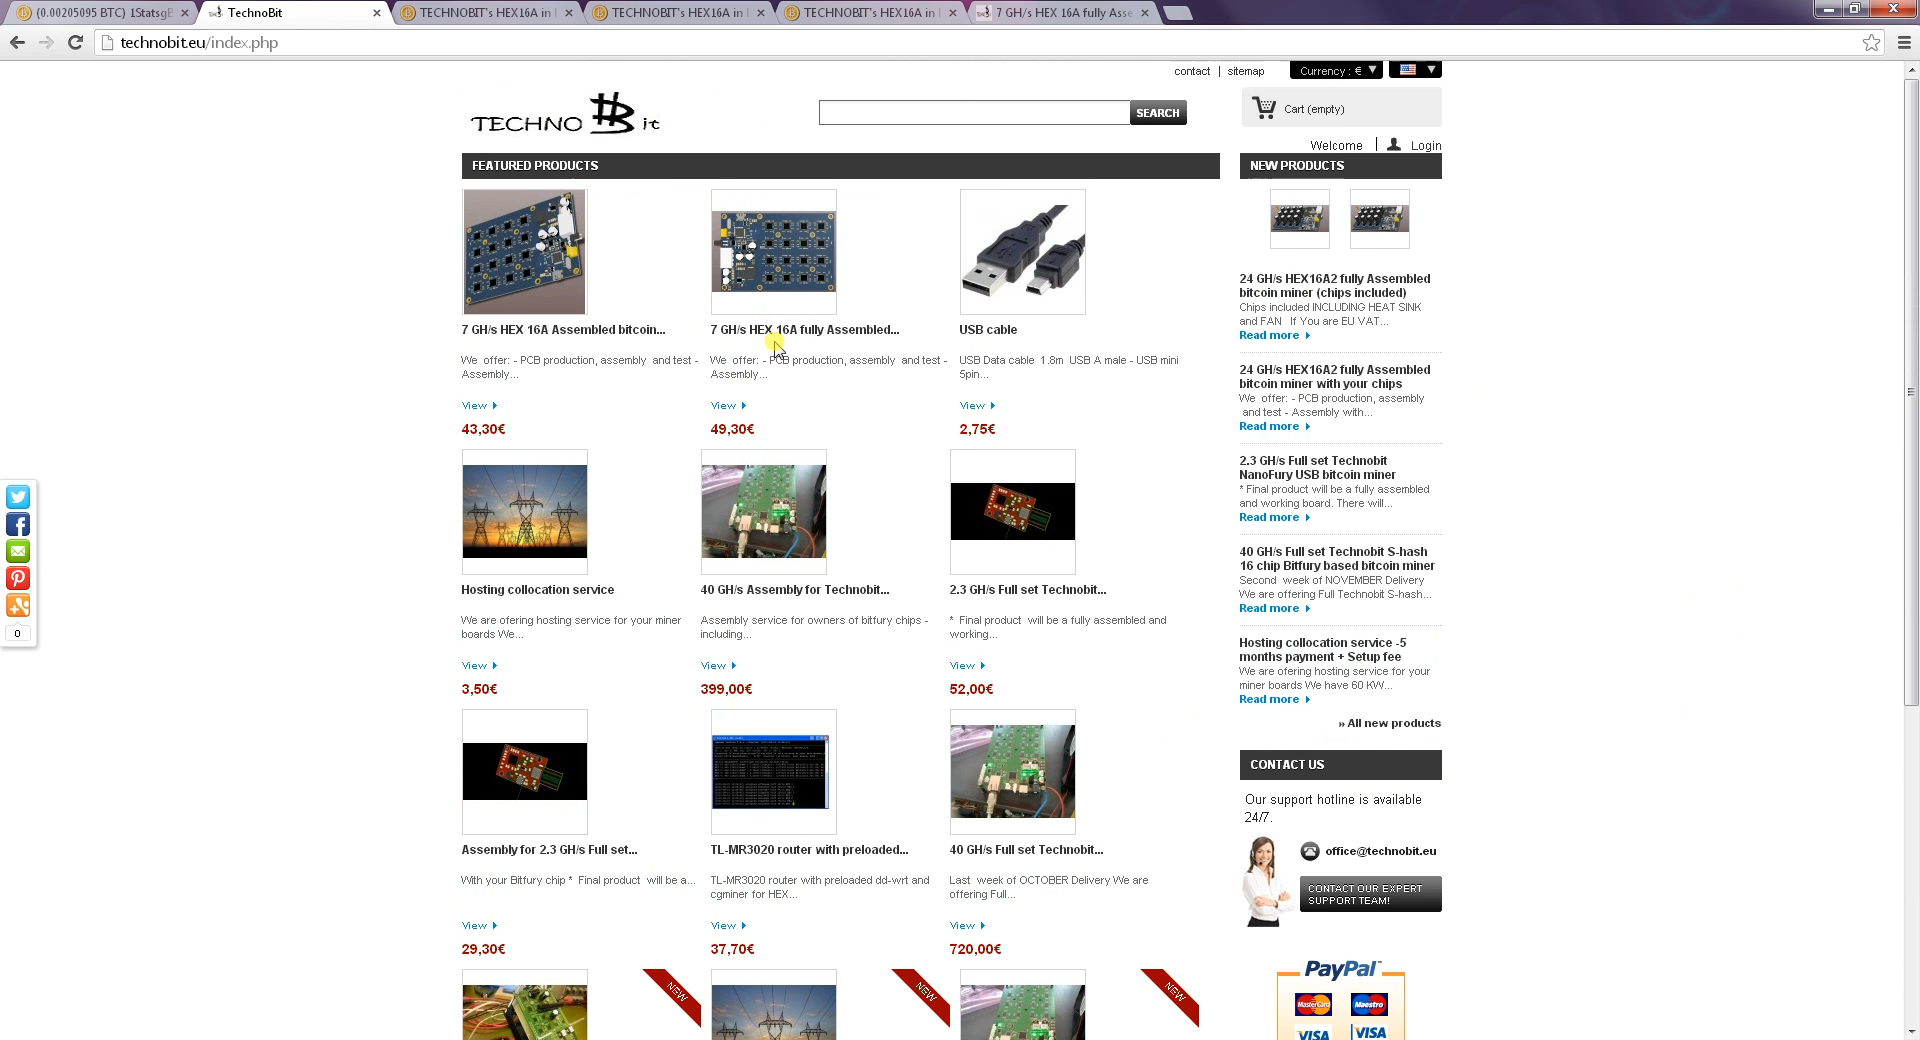 (0.00205095 BTC) 1StatsgB
TechnoBit
TECHNOBIT's HEX16A in
TECHNOBIT's HEX16A in
TECHNOBIT's HEX16A in
7 GH/s HEX 16A fully Asse
technobit.eu/index.php
contact | sitemap
Currency : €
TECHNO Bit
SEARCH
Cart (empty)
Welcome | Login
FEATURED PRODUCTS
7 GH/s HEX 16A Assembled bitcoin...
We offer: - PCB production, assembly and test -
Assembly...
View
43,30€
7 GH/s HEX 16A fully Assembled...
We offer: - PCB production, assembly and test -
Assembly...
View
49,30€
USB cable
USB Data cable 1.8m USB A male - USB mini
5pin...
View
2,75€
Hosting collocation service
We are ofering hosting service for your miner
boards We...
View
3,50€
40 GH/s Assembly for Technobit...
Assembly service for owners of bitfury chips -
including...
View
399,00€
2.3 GH/s Full set Technobit...
* Final product will be a fully assembled and
working...
View
52,00€
Assembly for 2.3 GH/s Full set...
With your Bitfury chip * Final product will be a...
View
29,30€
TL-MR3020 router with preloaded...
TL-MR3020 router with preloaded dd-wrt and
cgminer for HEX...
View
37,70€
40 GH/s Full set Technobit...
Last week of OCTOBER Delivery We are
offering Full...
View
720,00€
NEW
NEW
NEW
NEW PRODUCTS
24 GH/s HEX16A2 fully Assembled
bitcoin miner (chips included)
Chips included INCLUDING HEAT SINK
and FAN If You are EU VAT...
Read more
24 GH/s HEX16A2 fully Assembled
bitcoin miner with your chips
We offer: - PCB production, assembly
and test - Assembly with...
Read more
2.3 GH/s Full set Technobit
NanoFury USB bitcoin miner
* Final product will be a fully assembled
and working board. There will...
Read more
40 GH/s Full set Technobit S-hash
16 chip Bitfury based bitcoin miner
Second week of NOVEMBER Delivery
We are offering Full Technobit S-hash...
Read more
Hosting collocation service -5
months payment + Setup fee
We are ofering hosting service for your
miner boards We have 60 KW...
Read more
» All new products
CONTACT US
Our support hotline is available
24/7.
office@technobit.eu
CONTACT OUR EXPERT
SUPPORT TEAM!
PayPal
MasterCard
Maestro
VISA
VISA
0